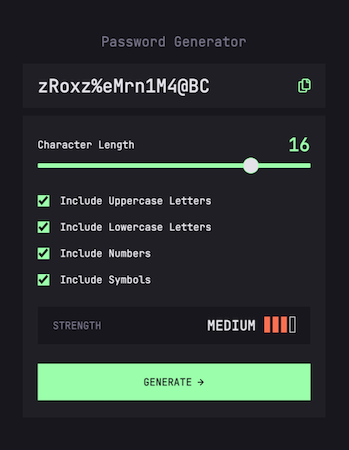 Password Generator
zRoxz%eMrn1M4@BC
Character Length 16
Include Uppercase Letters
Include Lowercase Letters
Include Numbers
Include Symbols
STRENGTH MEDIUM
GENERATE →